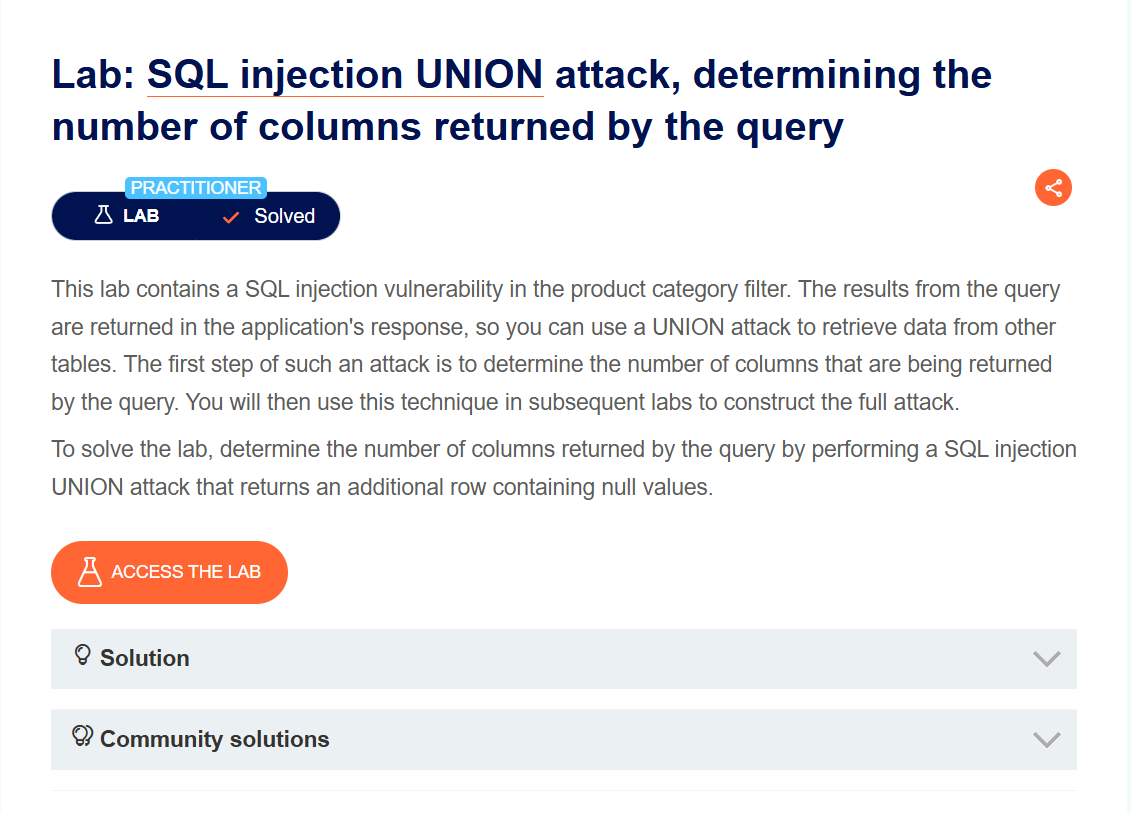 Lab: SQL injection UNION attack, determining the
number of columns returned by the query
PRACTITIONER
LAB
Solved
This lab contains a SQL injection vulnerability in the product category filter. The results from the query
are returned in the application's response, so you can use a UNION attack to retrieve data from other
tables. The first step of such an attack is to determine the number of columns that are being returned
by the query. You will then use this technique in subsequent labs to construct the full attack.
To solve the lab, determine the number of columns returned by the query by performing a SQL injection
UNION attack that returns an additional row containing null values.
ACCESS THE LAB
Solution
Community solutions